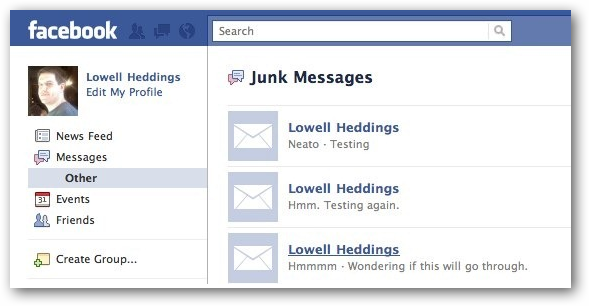 facebook
Search
Lowell Heddings
Edit My Profile
News Feed
Messages
Other
31
Events
Friends
Create Group...
Junk Messages
Lowell Heddings
Neato · Testing
Lowell Heddings
Hmm. Testing again.
Lowell Heddings
Hmmmm · Wondering if this will go through.